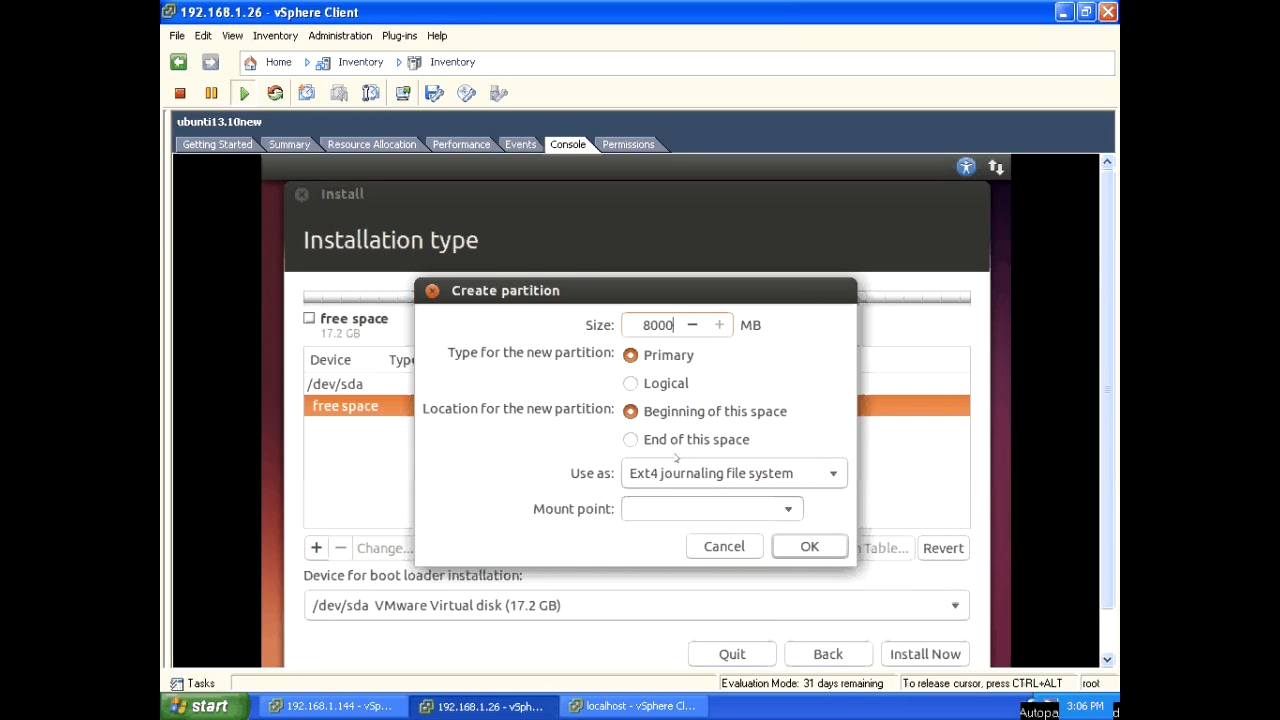 192.168.1.26 - vSphere Client
File Edit View Inventory Administration Plug-ins Help
Home Inventory Inventory
ubunti13.10new
Getting Started Summary Resource Allocation Performance Events Console Permissions
Install
Installation type
Create partition
free space
17.2 GB
Size: 8000 MB
Device Type
Type for the new partition: Primary
/dev/sda
Logical
free space
Location for the new partition: Beginning of this space
End of this space
Use as: Ext4 journaling file system
Mount point:
Cancel OK
+ − Change... Table... Revert
Device for boot loader installation:
/dev/sda VMware Virtual disk (17.2 GB)
Quit Back Install Now
Tasks Evaluation Mode: 31 days remaining To release cursor, press CTRL+ALT root
start 192.168.1.144 - vSp... 192.168.1.26 - vSph... localhost - vSphere Cl... 3:06 PM